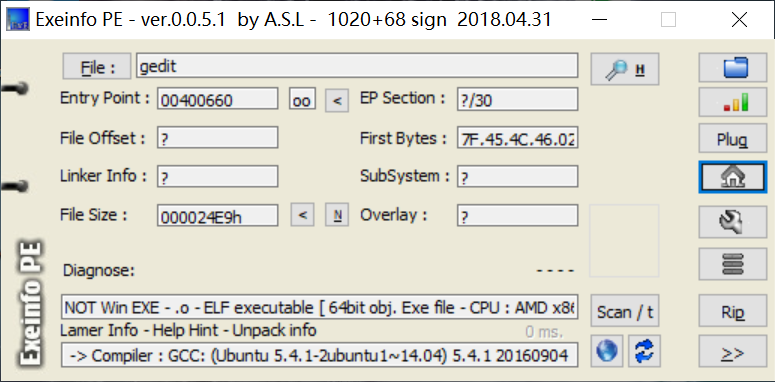 Exeinfo PE - ver.0.0.5.1 by A.S.L - 1020+68 sign 2018.04.31
File : gedit H
Entry Point : 00400660 oo < EP Section : ?/30
File Offset : ? First Bytes : 7F.45.4C.46.02 Plug
Linker Info : ? SubSystem : ?
File Size : 000024E9h < N Overlay : ?
Diagnose: - - - -
NOT Win EXE - .o - ELF executable [ 64bit obj. Exe file - CPU : AMD x86 Scan / t Rip
Lamer Info - Help Hint - Unpack info 0 ms.
-> Compiler : GCC: (Ubuntu 5.4.1-2ubuntu1~14.04) 5.4.1 20160904 >>
Exeinfo PE